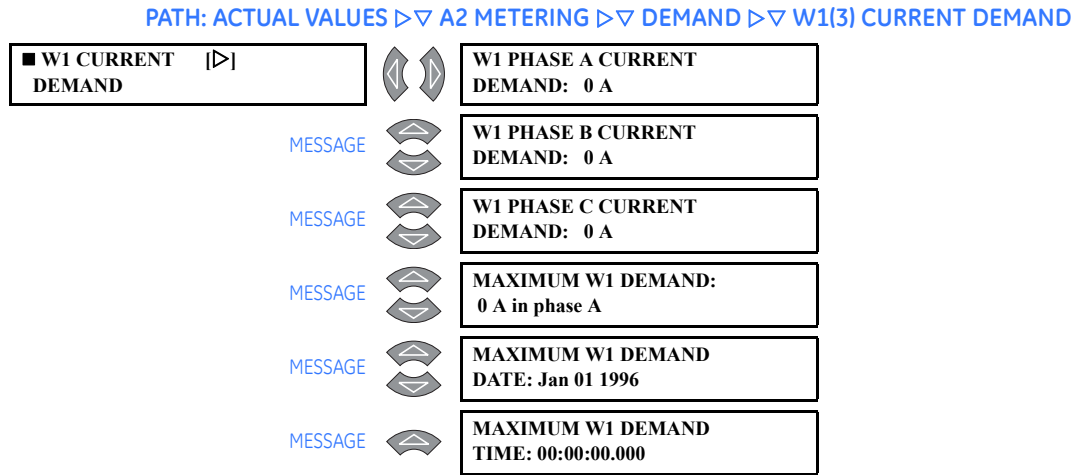 PATH: ACTUAL VALUES ▷▽ A2 METERING ▷▽ DEMAND ▷▽ W1(3) CURRENT DEMAND
■ W1 CURRENT [▷]
DEMAND
W1 PHASE A CURRENT
DEMAND: 0 A
MESSAGE
W1 PHASE B CURRENT
DEMAND: 0 A
MESSAGE
W1 PHASE C CURRENT
DEMAND: 0 A
MESSAGE
MAXIMUM W1 DEMAND:
0 A in phase A
MESSAGE
MAXIMUM W1 DEMAND
DATE: Jan 01 1996
MESSAGE
MAXIMUM W1 DEMAND
TIME: 00:00:00.000